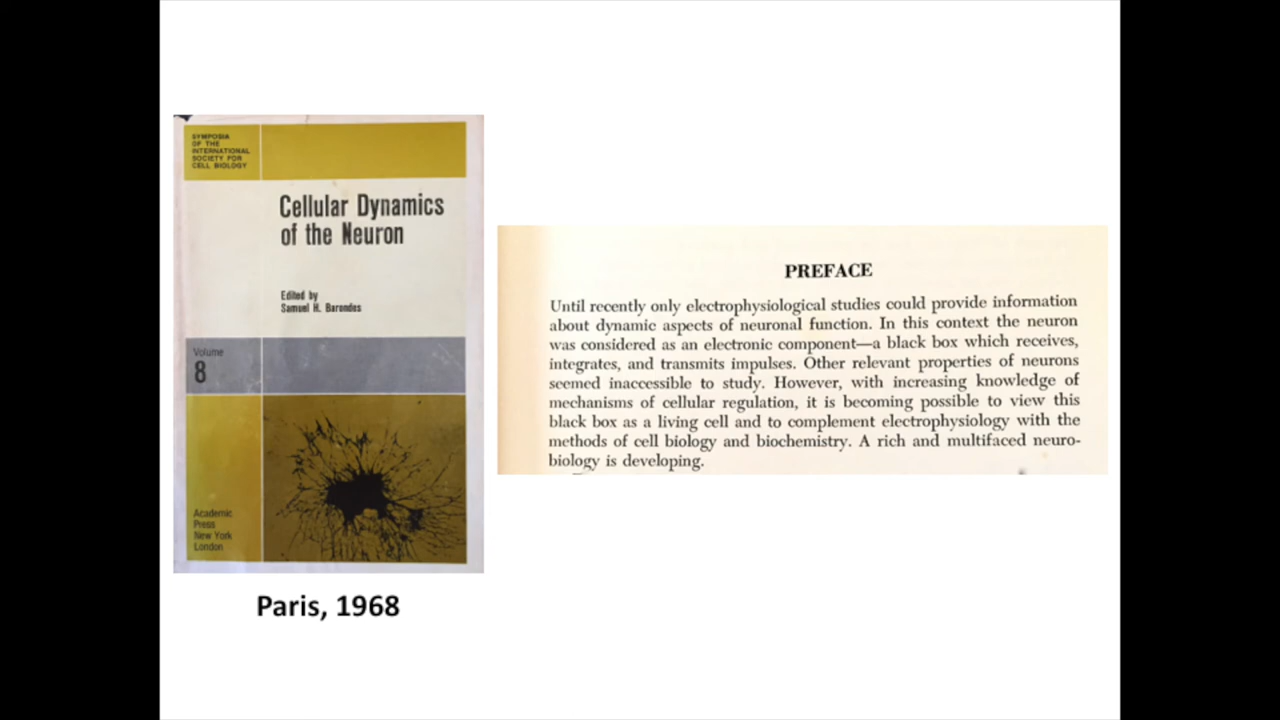 SYMPOSIA
OF THE
INTERNATIONAL
SOCIETY FOR
CELL BIOLOGY
Cellular Dynamics
of the Neuron
Edited by
Samuel H. Barondes
Volume
8
Academic
Press
New York
London
Paris, 1968
PREFACE
Until recently only electrophysiological studies could provide information
about dynamic aspects of neuronal function. In this context the neuron
was considered as an electronic component—a black box which receives,
integrates, and transmits impulses. Other relevant properties of neurons
seemed inaccessible to study. However, with increasing knowledge of
mechanisms of cellular regulation, it is becoming possible to view this
black box as a living cell and to complement electrophysiology with the
methods of cell biology and biochemistry. A rich and multifaced neuro-
biology is developing.